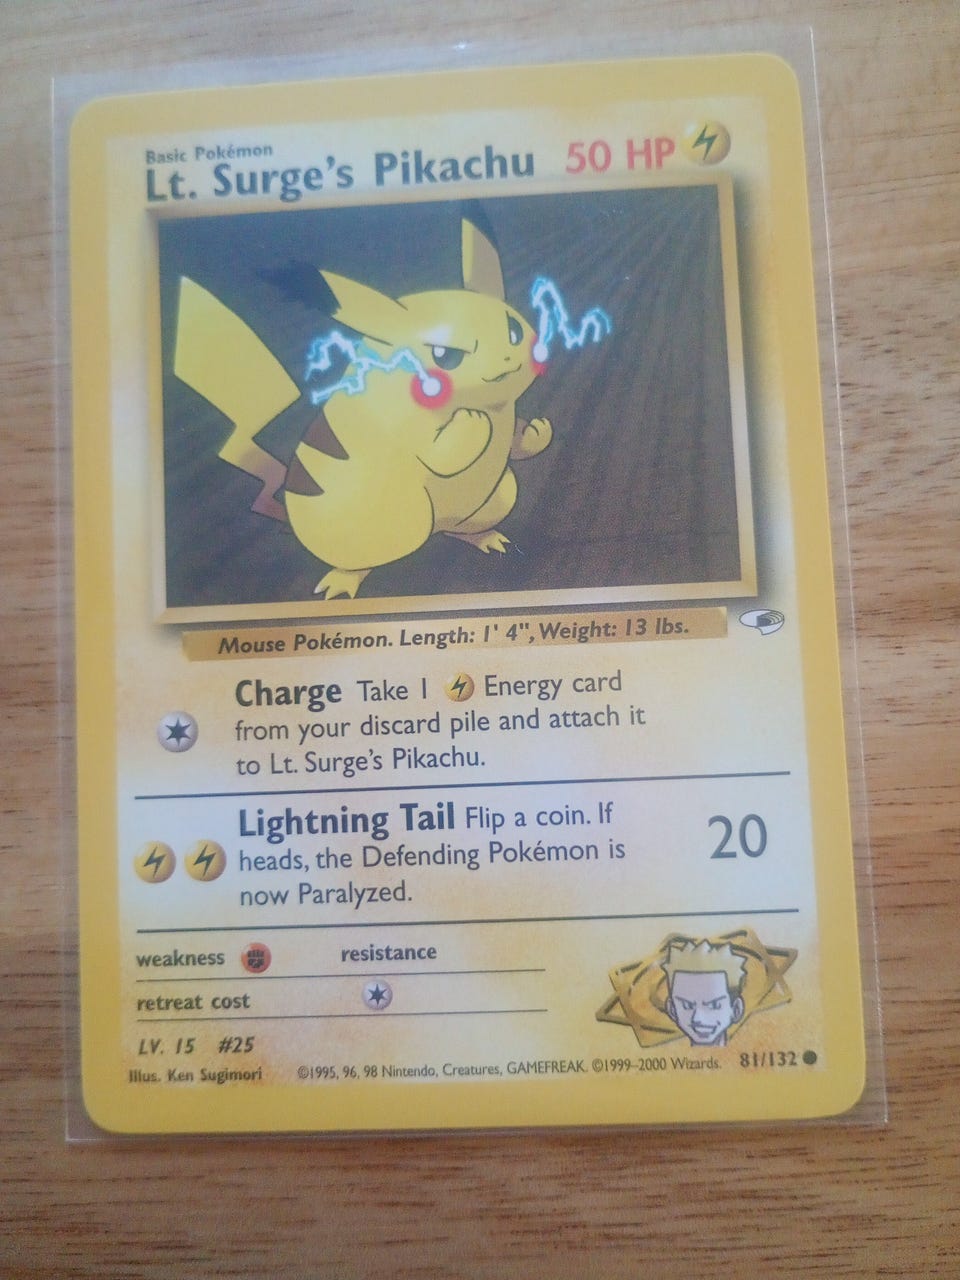 Basic Pokémon
Lt. Surge's Pikachu 50 HP
Mouse Pokémon. Length: 1' 4", Weight: 13 lbs.
Charge Take 1 Energy card
from your discard pile and attach it
to Lt. Surge's Pikachu.
Lightning Tail Flip a coin. If
heads, the Defending Pokémon is
now Paralyzed.
20
weakness resistance
retreat cost
LV. 15 #25
Illus. Ken Sugimori ©1995, 96, 98 Nintendo, Creatures, GAMEFREAK. ©1999–2000 Wizards. 81/132